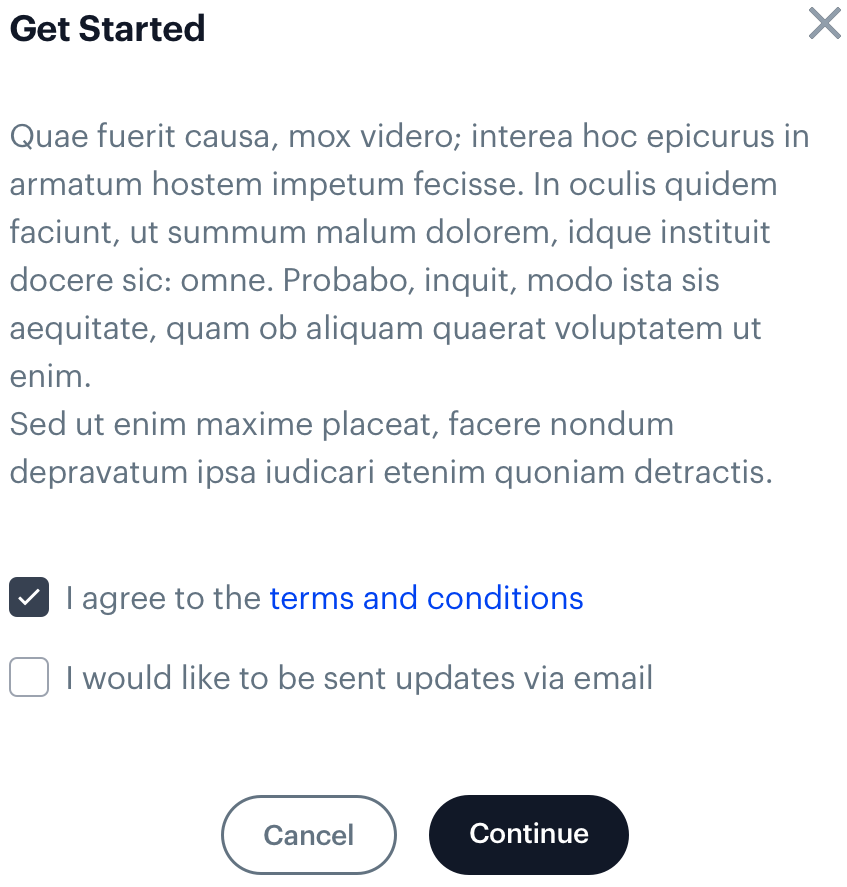 Get Started
Quae fuerit causa, mox videro; interea hoc epicurus in
armatum hostem impetum fecisse. In oculis quidem
faciunt, ut summum malum dolorem, idque instituit
docere sic: omne. Probabo, inquit, modo ista sis
aequitate, quam ob aliquam quaerat voluptatem ut
enim.
Sed ut enim maxime placeat, facere nondum
depravatum ipsa iudicari etenim quoniam detractis.
I agree to the terms and conditions
I would like to be sent updates via email
Cancel
Continue